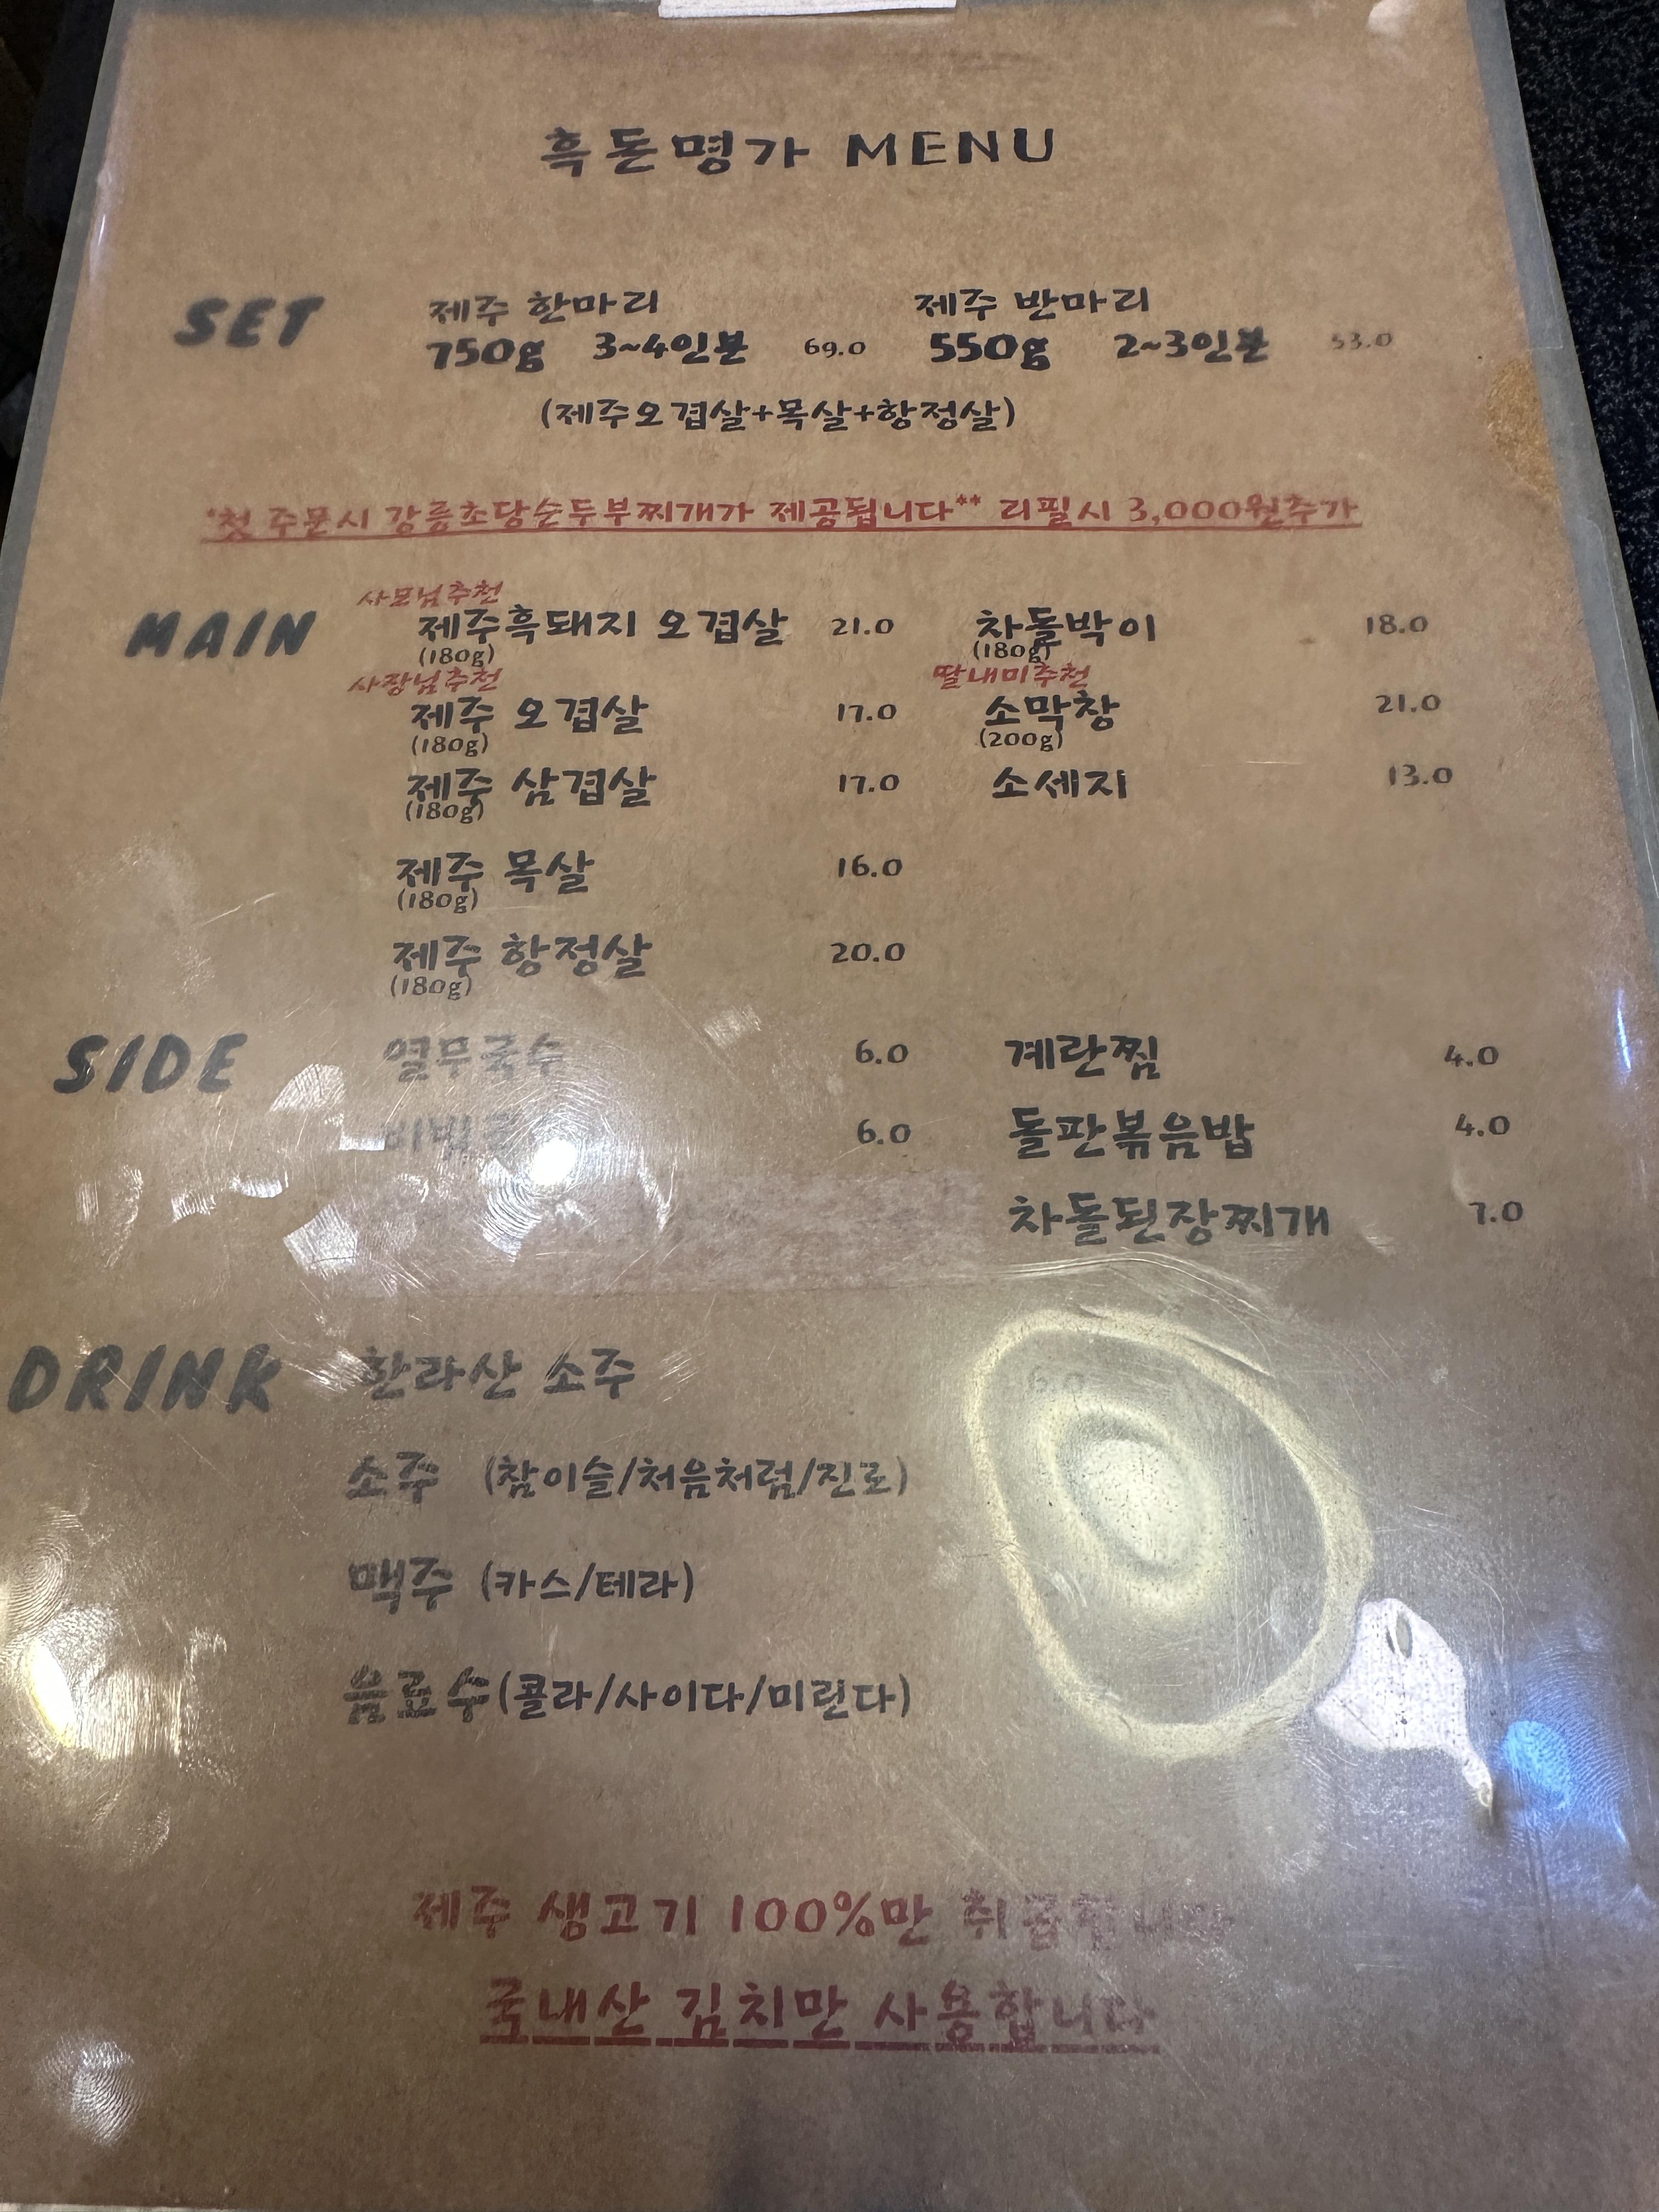 흑돈명가 MENU
SET
제주 한마리
750g 3~4인분 69.0
제주 반마리
550g 2~3인분 53.0
(제주오겹살+목살+항정살)
*첫 주문시 강릉초당순두부찌개가 제공됩니다** 리필시 3,000원추가
MAIN
사모님추천
제주흑돼지 오겹살 21.0
(180g)
사장님추천
제주 오겹살 17.0
(180g)
제주 삼겹살 17.0
(180g)
제주 목살 16.0
(180g)
제주 항정살 20.0
(180g)
차돌박이 18.0
(180g)
딸내미추천
소막창 21.0
(200g)
소세지 13.0
SIDE
열무국수 6.0
6.0
계란찜 4.0
돌판볶음밥 4.0
차돌된장찌개 7.0
DRINK
한라산 소주
소주 (참이슬/처음처럼/진로)
맥주 (카스/테라)
음료수(콜라/사이다/미린다)
제주 생고기 100%만 취급합니다
국내산 김치만 사용합니다